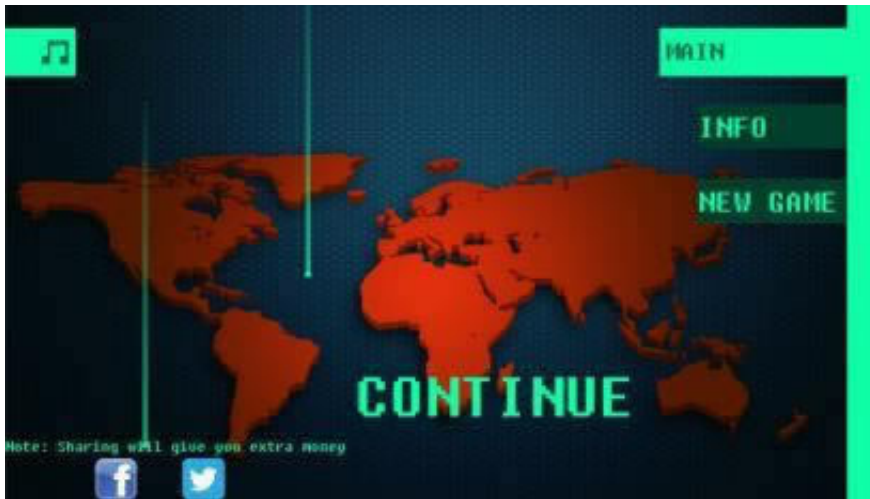 MAIN
INFO
NEW GAME
CONTINUE
Note: Sharing will give you extra money